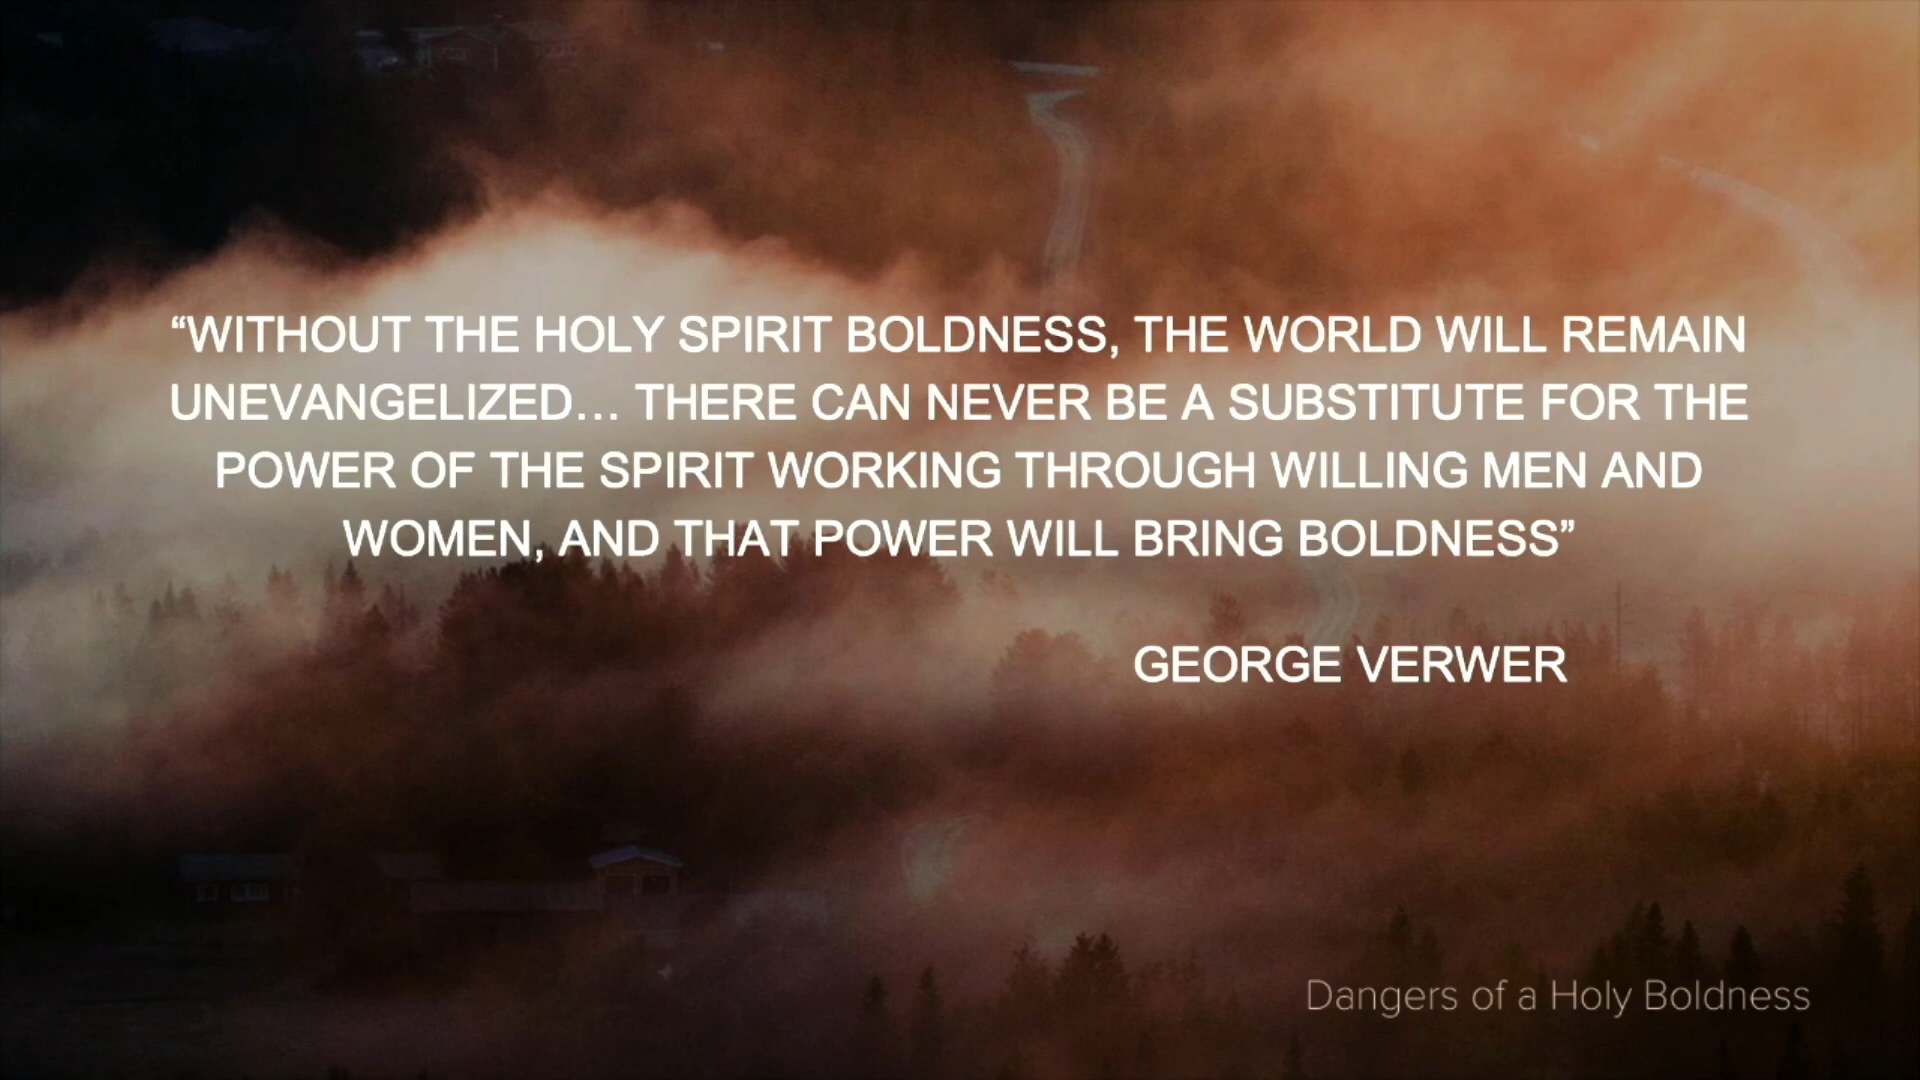 “WITHOUT THE HOLY SPIRIT BOLDNESS, THE WORLD WILL REMAIN
UNEVANGELIZED… THERE CAN NEVER BE A SUBSTITUTE FOR THE
POWER OF THE SPIRIT WORKING THROUGH WILLING MEN AND
WOMEN, AND THAT POWER WILL BRING BOLDNESS”
GEORGE VERWER
Dangers of a Holy Boldness